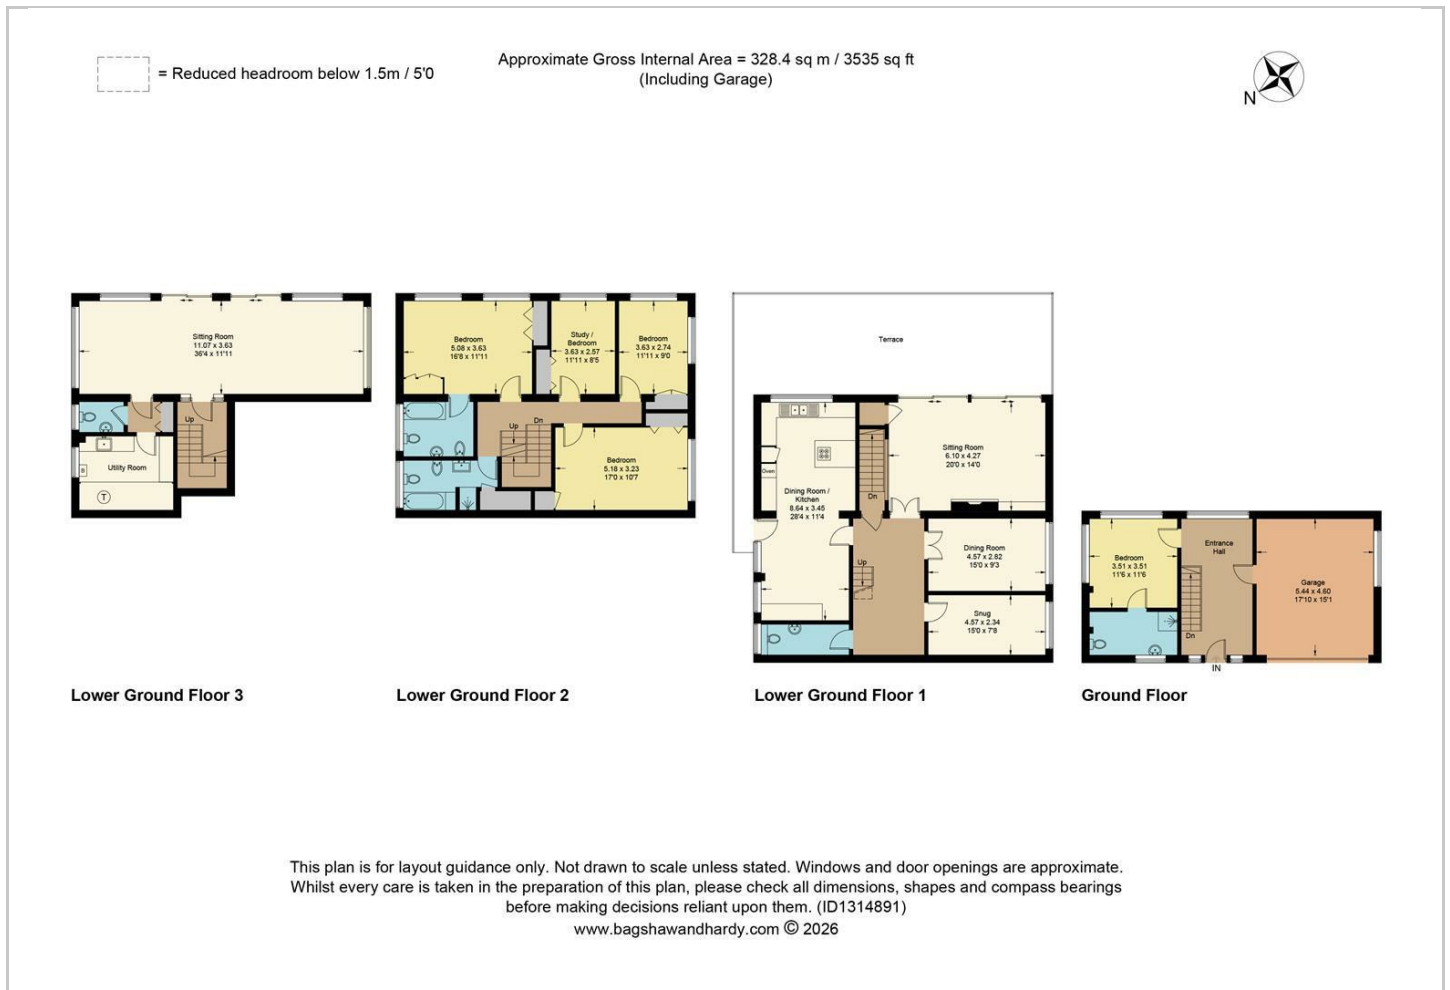 = Reduced headroom below 1.5m / 5'0
Approximate Gross Internal Area = 328.4 sq m / 3535 sq ft
(Including Garage)
N
Sitting Room
11.07 x 3.63
36'4 x 11'11
Up
Utility Room
T
Lower Ground Floor 3
Bedroom
5.08 x 3.63
16'8 x 11'11
Study /
Bedroom
3.63 x 2.57
11'11 x 8'5
Bedroom
3.63 x 2.74
11'11 x 9'0
Up
Dn
Bedroom
5.18 x 3.23
17'0 x 10'7
Lower Ground Floor 2
Terrace
Oven
Dining Room /
Kitchen
8.64 x 3.45
28'4 x 11'4
Dn
Sitting Room
6.10 x 4.27
20'0 x 14'0
Up
Dining Room
4.57 x 2.82
15'0 x 9'3
Snug
4.57 x 2.34
15'0 x 7'8
Lower Ground Floor 1
Bedroom
3.51 x 3.51
11'6 x 11'6
Entrance
Hall
Dn
IN
Garage
5.44 x 4.60
17'10 x 15'1
Ground Floor
This plan is for layout guidance only. Not drawn to scale unless stated. Windows and door openings are approximate.
Whilst every care is taken in the preparation of this plan, please check all dimensions, shapes and compass bearings
before making decisions reliant upon them. (ID1314891)
www.bagshawandhardy.com © 2026